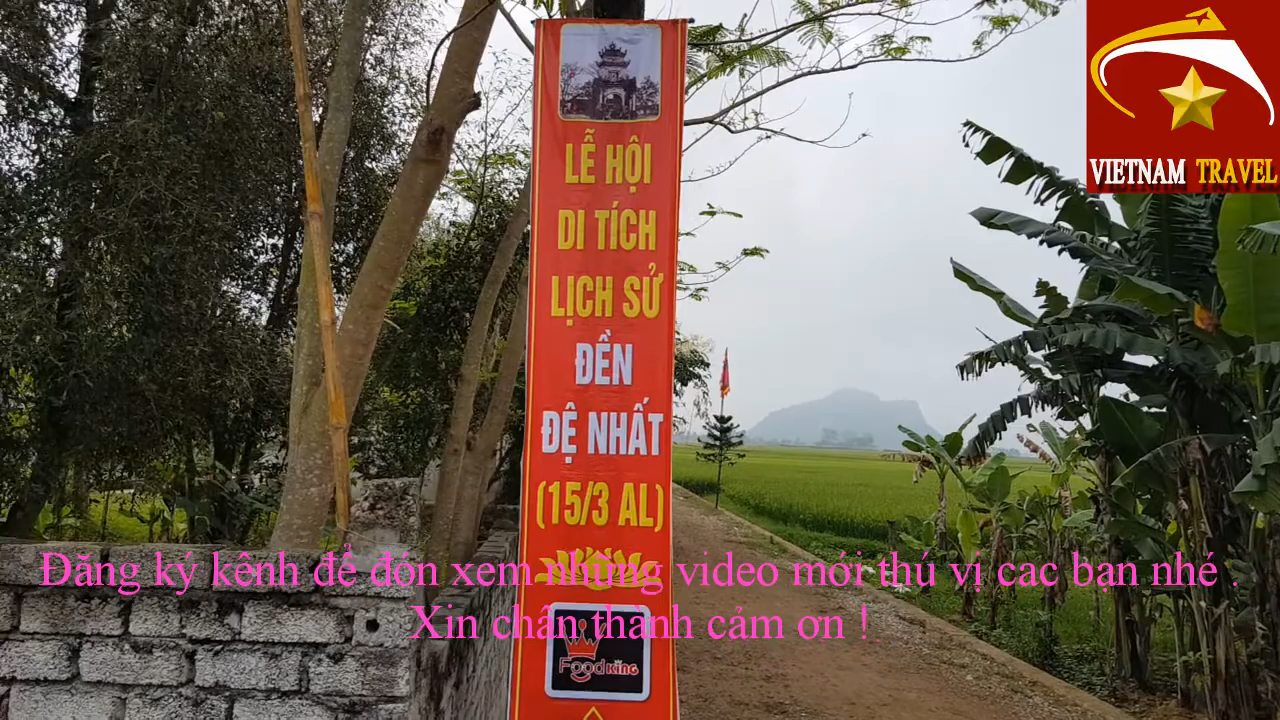 VIETNAM TRAVEL
LỄ HỘI
DI TÍCH
LỊCH SỬ
ĐỀN
ĐỆ NHẤT
(15/3 AL)
Đăng ký kênh để đón xem những video mới thú vị cac bạn nhé .
Xin chân thành cảm ơn !
Food KING